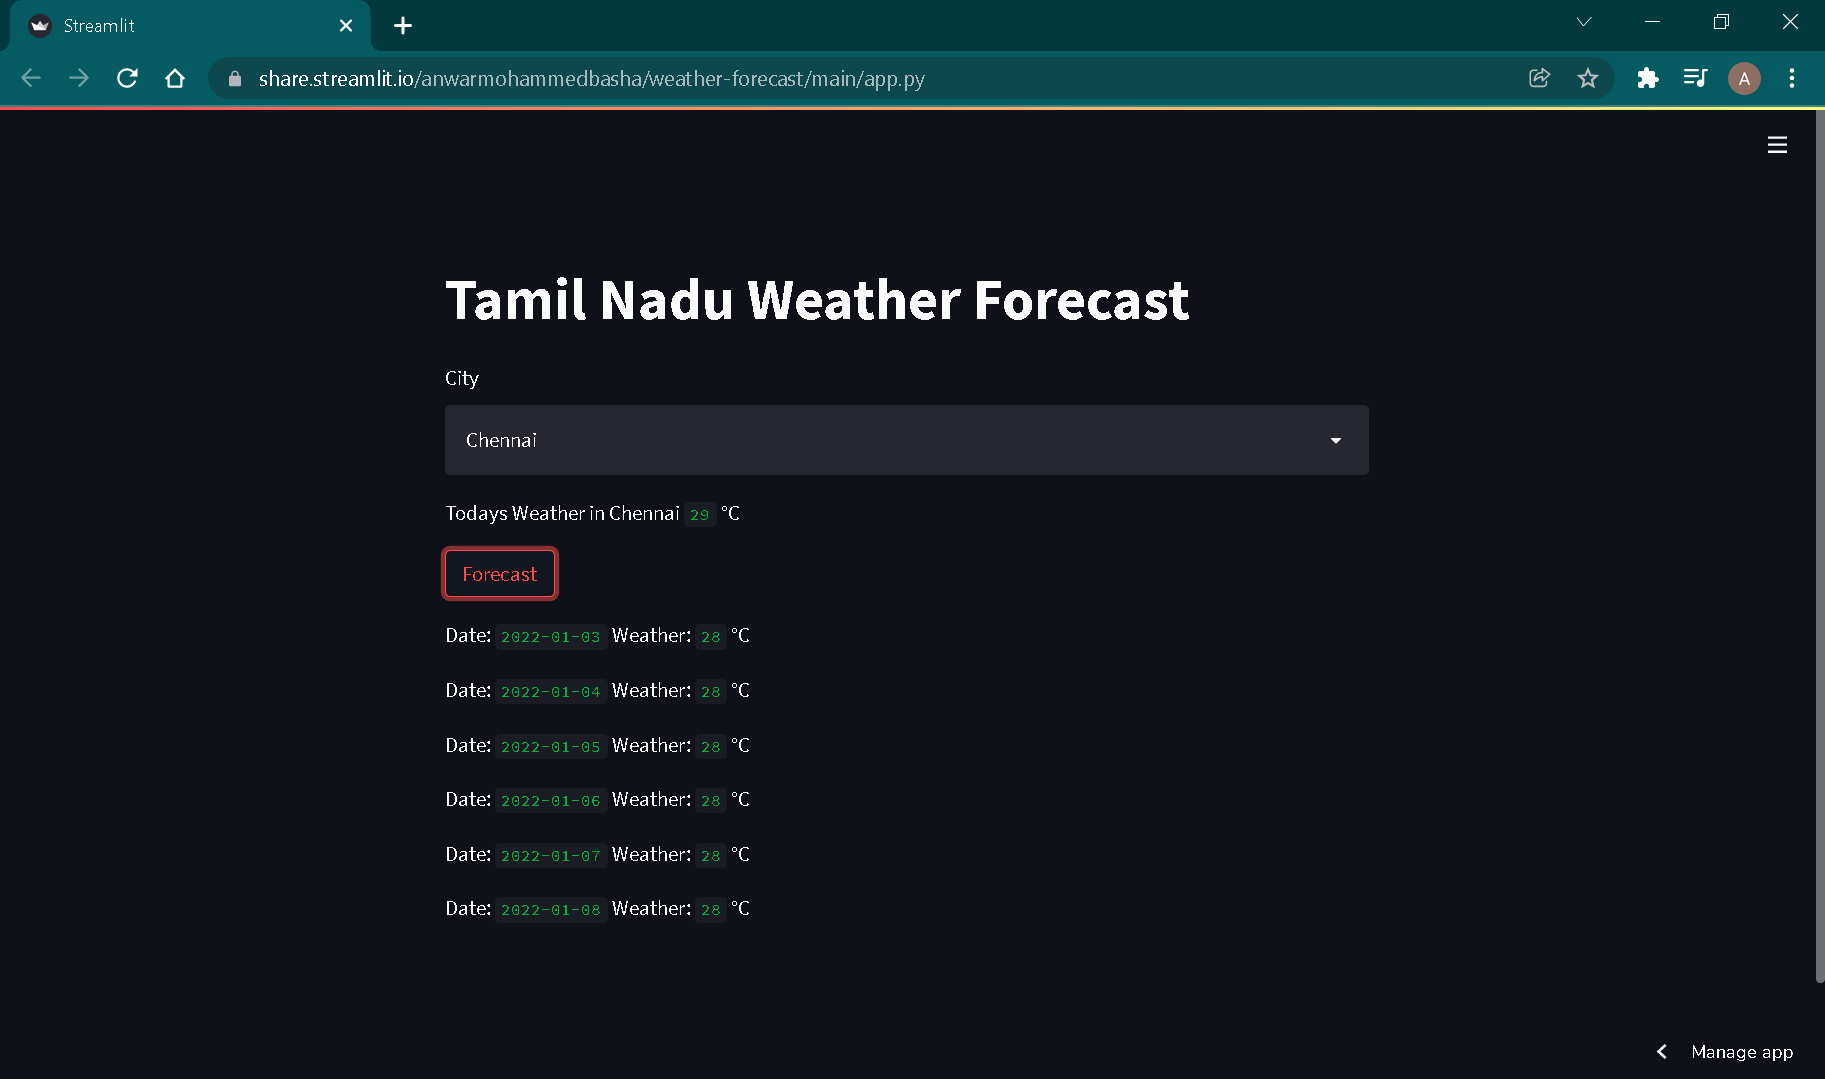 Streamlit
share.streamlit.io/anwarmohammedbasha/weather-forecast/main/app.py
A
Tamil Nadu Weather Forecast
City
Chennai
Todays Weather in Chennai 29 °C
Forecast
Date: 2022-01-03 Weather: 28 °C
Date: 2022-01-04 Weather: 28 °C
Date: 2022-01-05 Weather: 28 °C
Date: 2022-01-06 Weather: 28 °C
Date: 2022-01-07 Weather: 28 °C
Date: 2022-01-08 Weather: 28 °C
Manage app